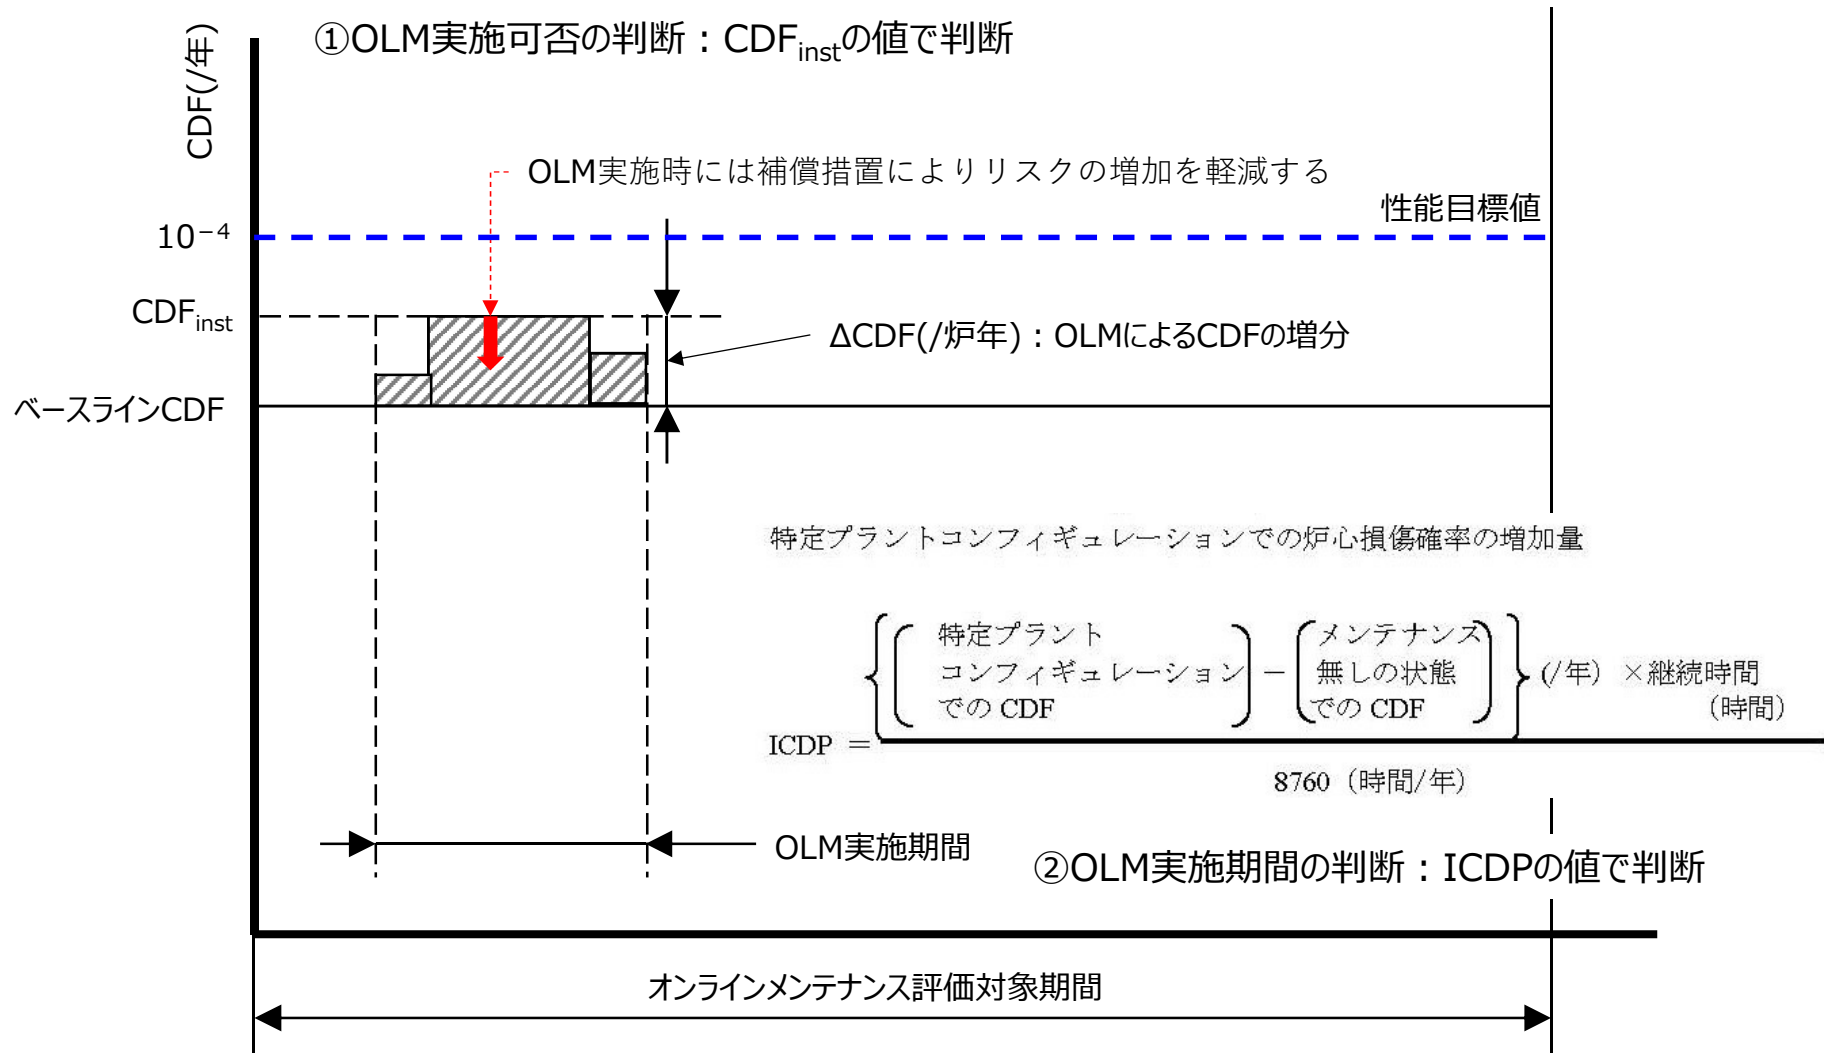 ①OLM実施可否の判断：CDFinstの値で判断
CDF(/年)
OLM実施時には補償措置によりリスクの増加を軽減する
性能目標値
10−4
CDFinst
ΔCDF(/炉年)：OLMによるCDFの増分
ベースラインCDF
特定プラントコンフィギュレーションでの炉心損傷確率の増加量
特定プラント
コンフィギュレーション
での CDF
－
メンテナンス
無しの状態
での CDF
(/年) ×継続時間
（時間）
ICDP ＝
8760（時間/年）
OLM実施期間
②OLM実施期間の判断：ICDPの値で判断
オンラインメンテナンス評価対象期間